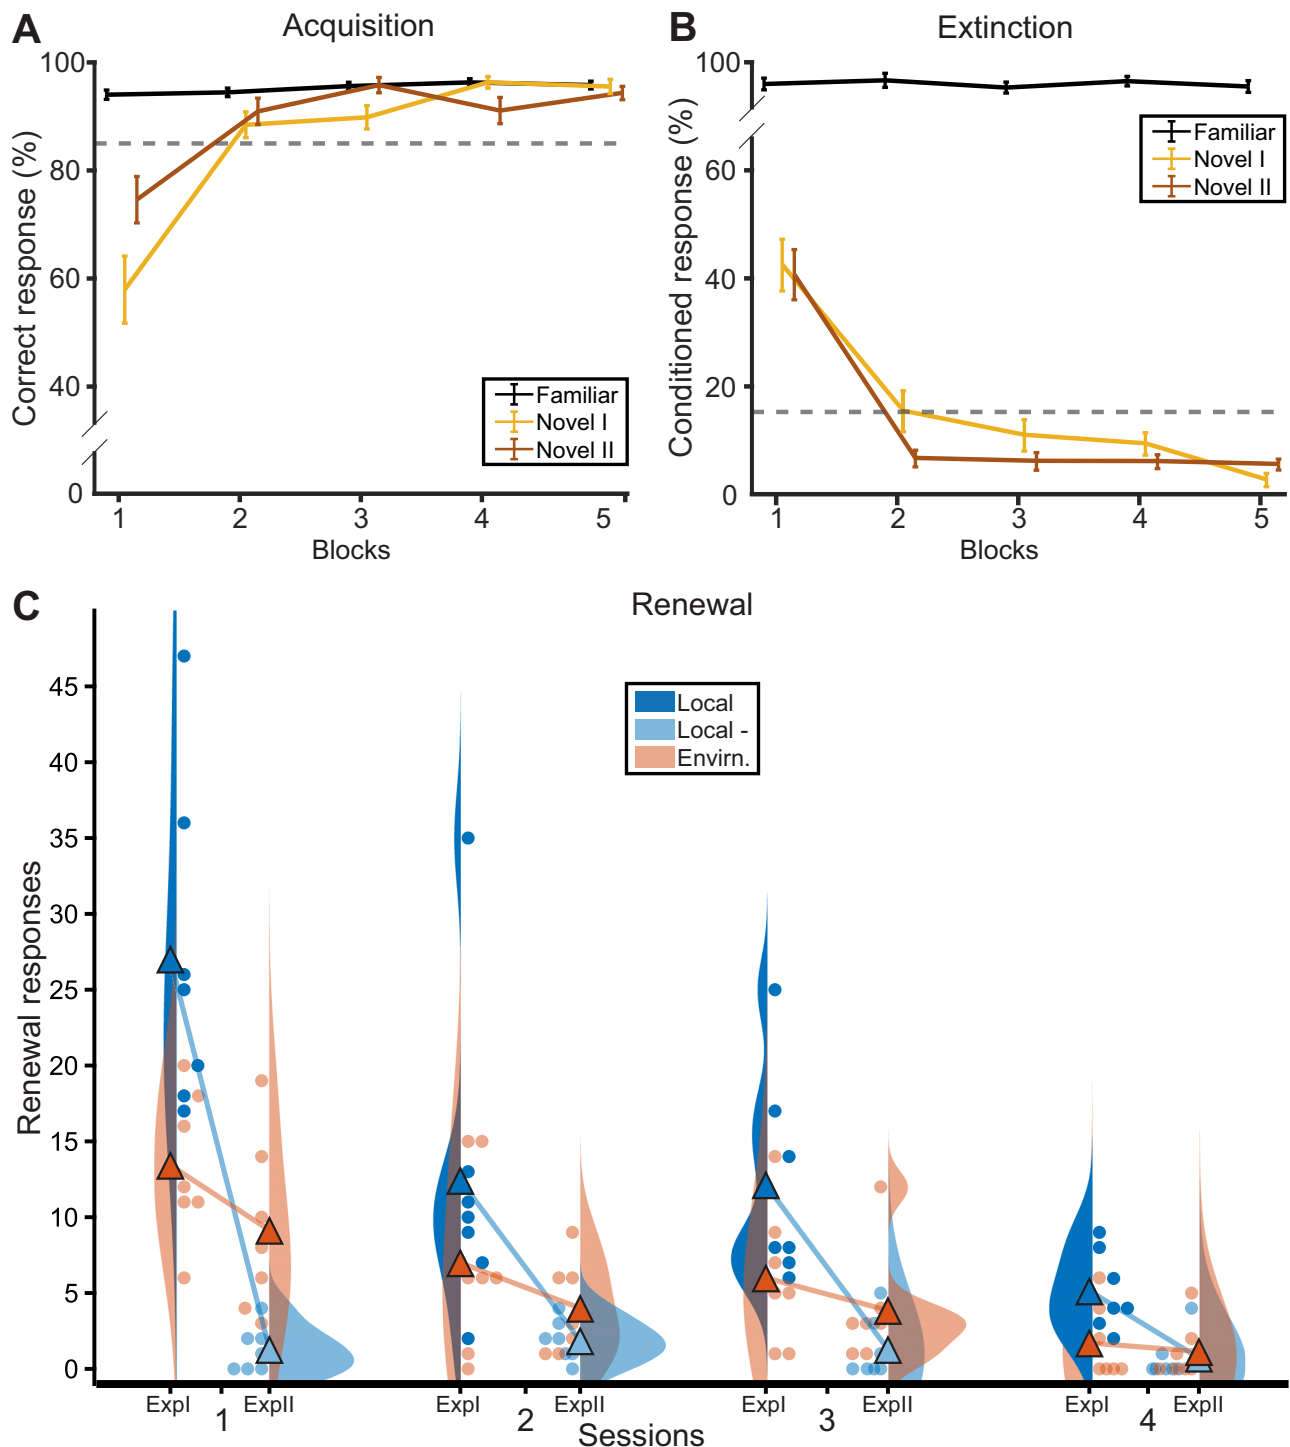 A
Acquisition
Correct response (%)
100
80
60
40
0
Familiar
Novel I
Novel II
1 2 3 4 5
Blocks
B
Extinction
Conditioned response (%)
100
60
40
20
0
Familiar
Novel I
Novel II
1 2 3 4 5
Blocks
C
Renewal
Renewal responses
45
40
35
30
25
20
15
10
5
0
Local
Local -
Envirn.
ExpI ExpII ExpI ExpII ExpI ExpII ExpI ExpII
1 2 3 4
Sessions